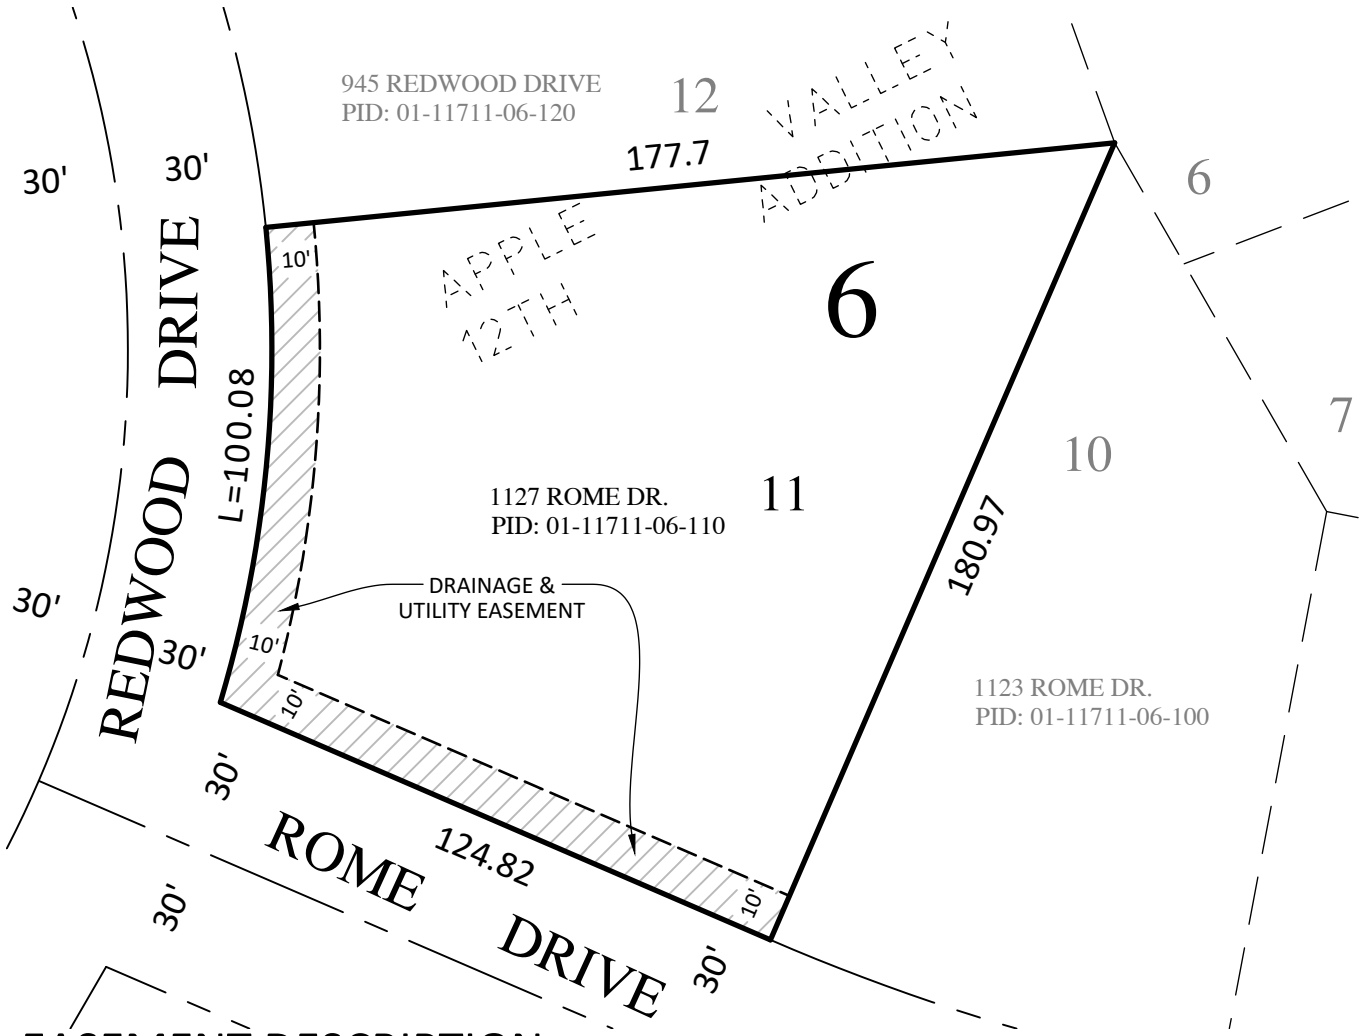 945 REDWOOD DRIVE
PID: 01-11711-06-120
12
VALLEY
ADDITION
177.7
30'
30'
6
APPLE
12TH
10'
6
REDWOOD DRIVE
L=100.08
7
10
1127 ROME DR.
PID: 01-11711-06-110
11
180.97
DRAINAGE &
UTILITY EASEMENT
30'
30'
10'
10'
1123 ROME DR.
PID: 01-11711-06-100
30'
124.82
ROME DRIVE
10'
30'
30'
EASEMENT DESCRIPTION